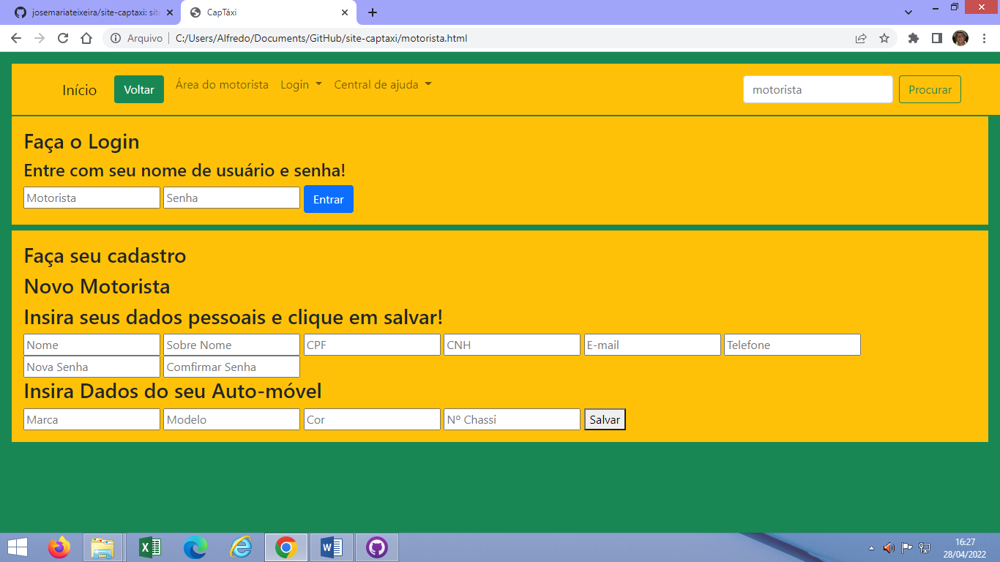 josemariateixeira/site-captaxi: sit
CapTáxi
Arquivo
C:/Users/Alfredo/Documents/GitHub/site-captaxi/motorista.html
Início Voltar Área do motorista Login Central de ajuda motorista Procurar
Faça o Login
Entre com seu nome de usuário e senha!
Motorista Senha Entrar
Faça seu cadastro
Novo Motorista
Insira seus dados pessoais e clique em salvar!
Nome Sobre Nome CPF CNH E-mail Telefone
Nova Senha Comfirmar Senha
Insira Dados do seu Auto-móvel
Marca Modelo Cor Nº Chassi Salvar
16:27
28/04/2022